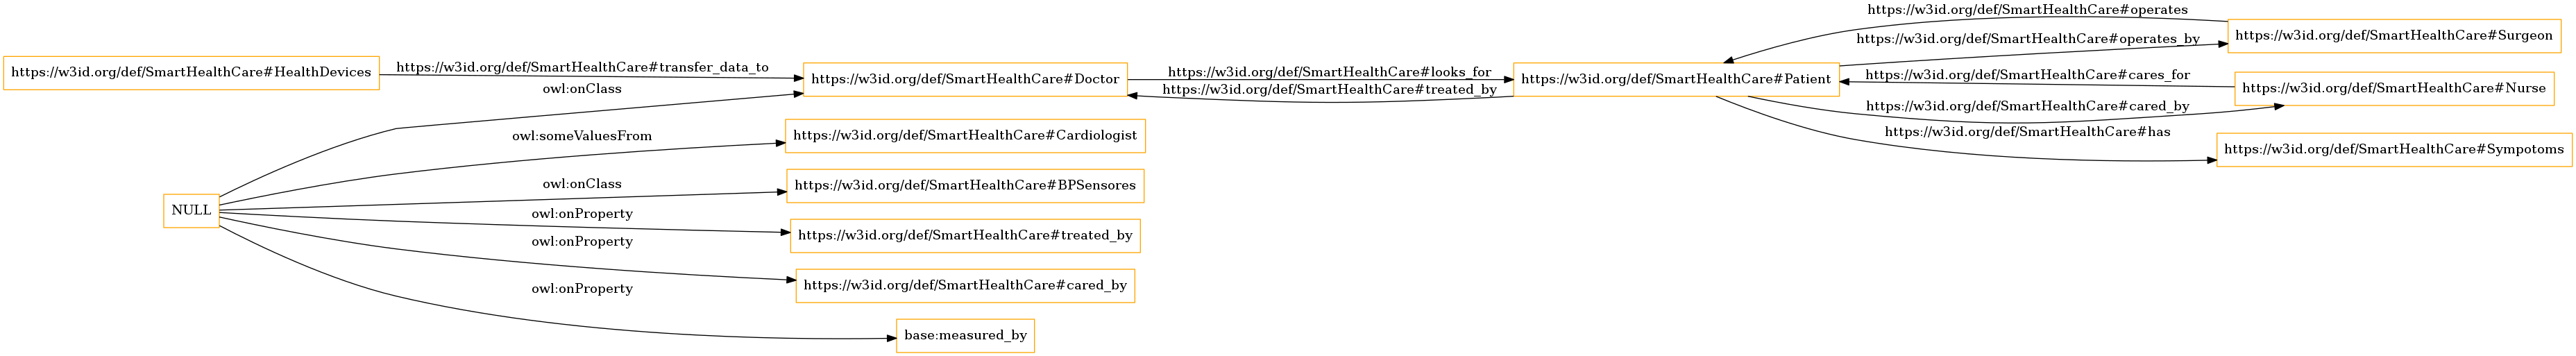 https://w3id.org/def/SmartHealthCare#operates
https://w3id.org/def/SmartHealthCare#Surgeon
https://w3id.org/def/SmartHealthCare#operates_by
https://w3id.org/def/SmartHealthCare#HealthDevices
https://w3id.org/def/SmartHealthCare#transfer_data_to
https://w3id.org/def/SmartHealthCare#Doctor
https://w3id.org/def/SmartHealthCare#looks_for
https://w3id.org/def/SmartHealthCare#Patient
https://w3id.org/def/SmartHealthCare#cares_for
https://w3id.org/def/SmartHealthCare#Nurse
owl:onClass
https://w3id.org/def/SmartHealthCare#treated_by
https://w3id.org/def/SmartHealthCare#cared_by
owl:someValuesFrom
https://w3id.org/def/SmartHealthCare#Cardiologist
https://w3id.org/def/SmartHealthCare#has
https://w3id.org/def/SmartHealthCare#Sympotoms
owl:onClass
https://w3id.org/def/SmartHealthCare#BPSensores
NULL
owl:onProperty
https://w3id.org/def/SmartHealthCare#treated_by
owl:onProperty
https://w3id.org/def/SmartHealthCare#cared_by
owl:onProperty
base:measured_by